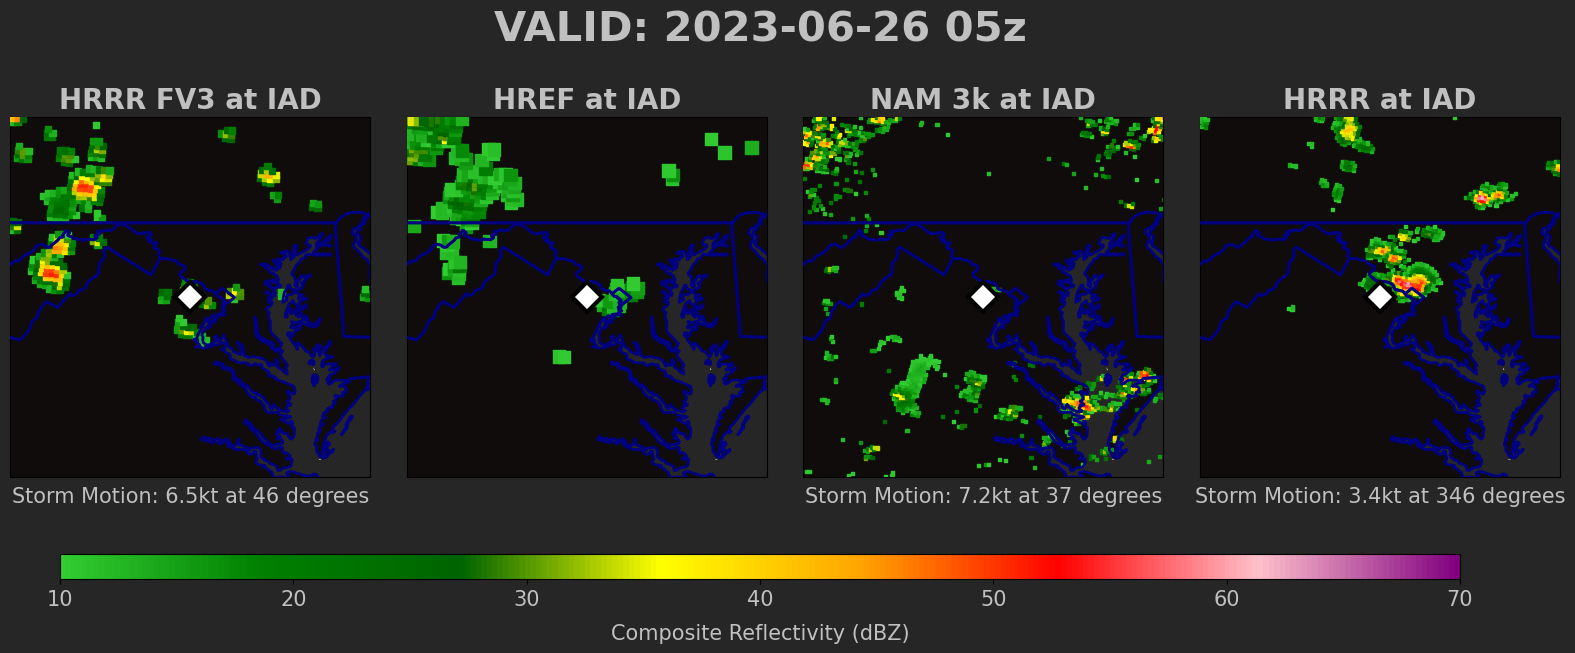 VALID: 2023-06-26 05z
HRRR FV3 at IAD
HREF at IAD
NAM 3k at IAD
HRRR at IAD
Storm Motion: 6.5kt at 46 degrees
Storm Motion: 7.2kt at 37 degrees
Storm Motion: 3.4kt at 346 degrees
10 20 30 40 50 60 70
Composite Reflectivity (dBZ)